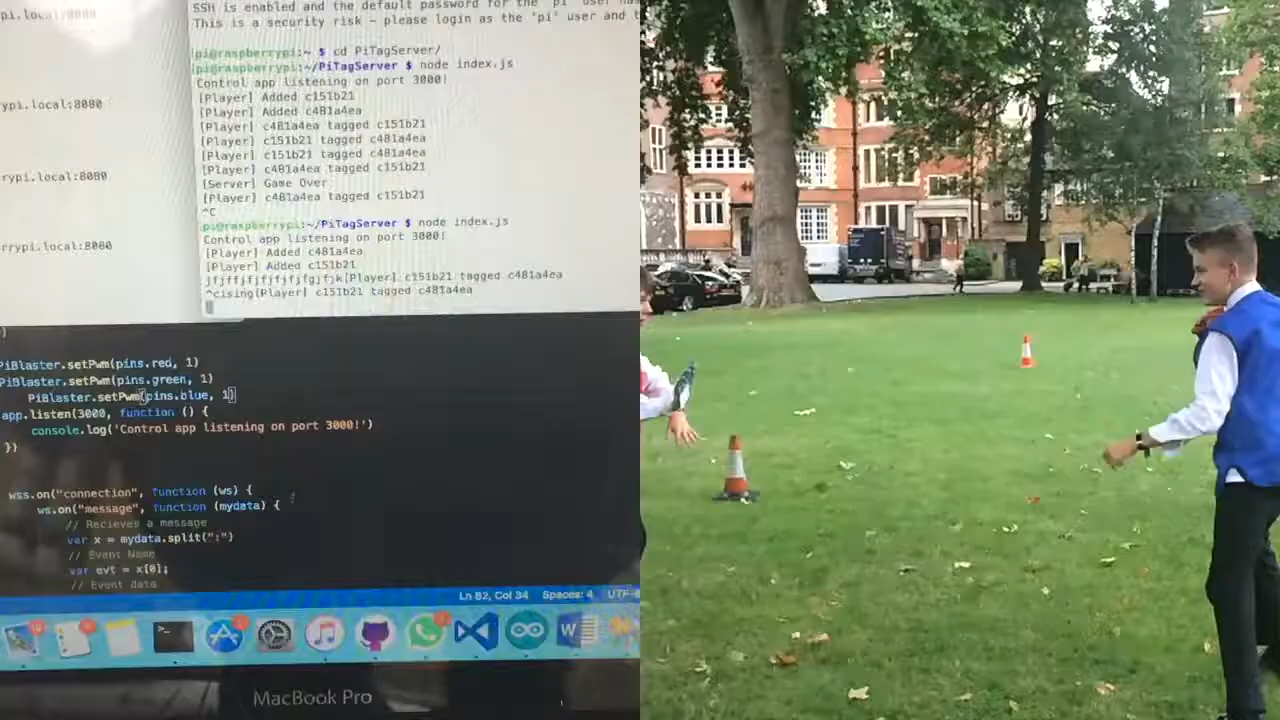 ypi.local:
SSH is enabled and the default password for the 'pi' user has
This is a security risk - please login as the 'pi' user and t
pi@raspberrypi:~ $ cd PiTagServer/
pi@raspberrypi:~/PiTagServer $ node index.js
Control app listening on port 3000!
[Player] Added c151b21
rypi.local:8080
[Player] Added c481a4ea
[Player] c481a4ea tagged c151b21
[Player] c151b21 tagged c481a4ea
[Player] c151b21 tagged c481a4ea
[Player] c481a4ea tagged c151b21
rypi.local:8080
[Server] Game Over
[Player] c481a4ea tagged c151b21
^C
pi@raspberrypi:~/PiTagServer $ node index.js
Control app listening on port 3000!
rrypi.local:8080
[Player] Added c481a4ea
[Player] Added c151b21
jfjffjfjfjfjfjfgjfjk[Player] c151b21 tagged c481a4ea
^cising[Player] c151b21 tagged c481a4ea
)
PiBlaster.setPwm(pins.red, 1)
PiBlaster.setPwm(pins.green, 1)
PiBlaster.setPwm(pins.blue, 1)
app.listen(3000, function () {
console.log('Control app listening on port 3000!')
})
wss.on("connection", function (ws) {
ws.on("message", function (mydata) {
// Recieves a message
var x = mydata.split(":")
// Event Name
var evt = x[0];
// Event data
Ln 82, Col 34 Spaces: 4 UTF-8
MacBook Pro